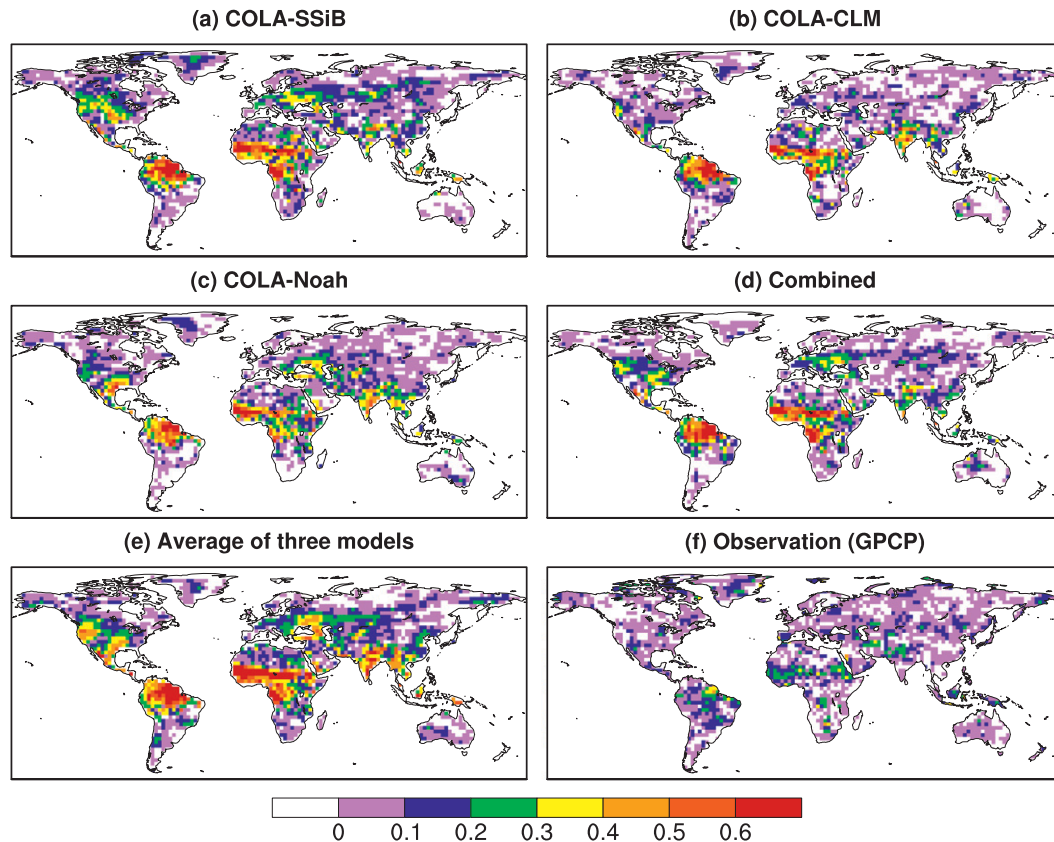 (a) COLA-SSiB
(b) COLA-CLM
(c) COLA-Noah
(d) Combined
(e) Average of three models
(f) Observation (GPCP)
0 0.1 0.2 0.3 0.4 0.5 0.6